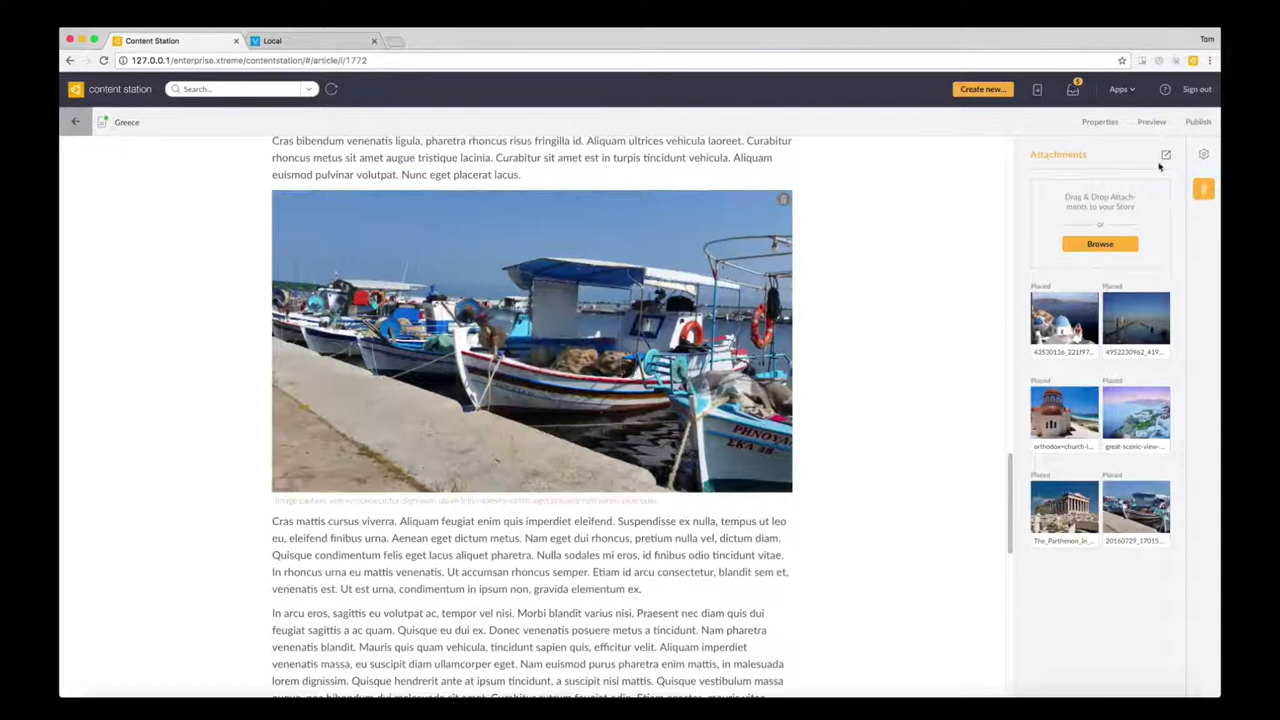 Content Station
Local
Tom
127.0.0.1/enterprise.xtreme/contentstation/#/article/i/1772
content station
Search...
Create new...
5
Apps
Sign out
Greece
Properties
Preview
Publish
Cras bibendum venenatis ligula, pharetra rhoncus risus fringilla id. Aliquam ultrices vehicula laoreet. Curabitur
rhoncus metus sit amet augue tristique lacinia. Curabitur sit amet est in turpis tincidunt vehicula. Aliquam
euismod pulvinar volutpat. Nunc eget placerat lacus.
Cras mattis cursus viverra. Aliquam feugiat enim quis imperdiet eleifend. Suspendisse ex nulla, tempus ut leo
eu, eleifend finibus urna. Aenean eget dictum metus. Nam eget dui rhoncus, pretium nulla vel, dictum diam.
Quisque condimentum felis eget lacus aliquet pharetra. Nulla sodales mi eros, id finibus odio tincidunt vitae.
In rhoncus urna eu mattis venenatis. Ut accumsan rhoncus semper. Etiam id arcu consectetur, blandit sem et,
venenatis est. Ut est urna, condimentum in ipsum non, gravida elementum ex.
In arcu eros, sagittis eu volutpat ac, tempor vel nisi. Morbi blandit varius nisi. Praesent nec diam quis dui
feugiat sagittis a ac quam. Quisque eu dui ex. Donec venenatis posuere metus a tincidunt. Nam pharetra
venenatis blandit. Mauris quis quam vehicula, tincidunt sapien quis, efficitur velit. Aliquam imperdiet
venenatis massa, eu suscipit diam ullamcorper eget. Nam euismod purus pharetra enim mattis, in malesuada
lorem dignissim. Quisque hendrerit ante at ipsum tincidunt, a suscipit nisi mattis. Quisque vestibulum massa
Attachments
Drag & Drop Attach-
ments to your Story
or
Browse
Placed
Placed
43530136_221f97...
4952230962_419...
Placed
Placed
orthodox-church-i...
great-scenic-view-...
Placed
Placed
The_Parthenon_in_...
20160729_17015...